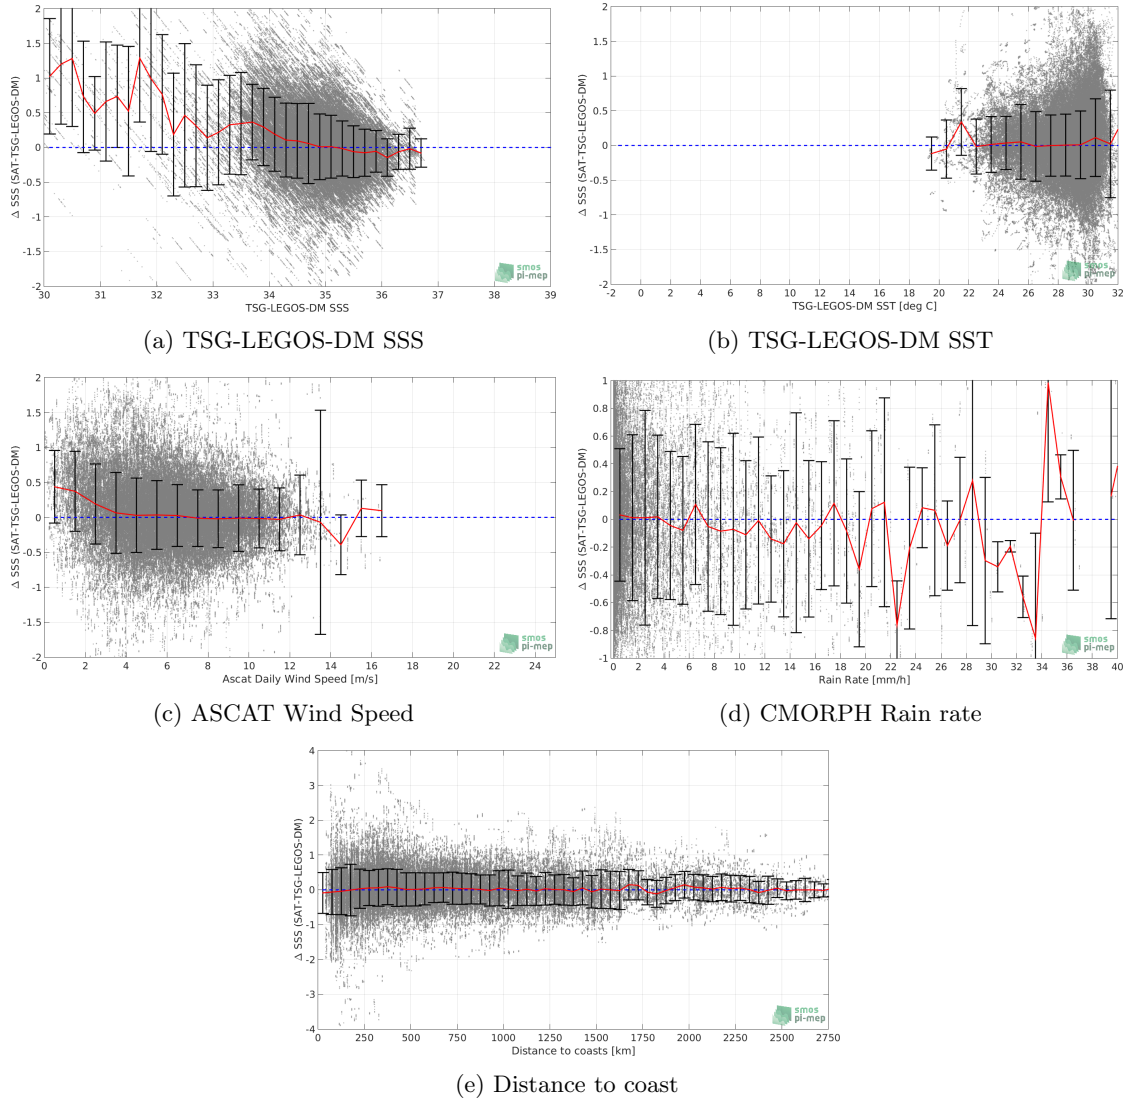 2
1.5
1
0.5
0
-0.5
-1
-1.5
-2
Δ SSS (SAT-TSG-LEGOS-DM)
30 31 32 33 34 35 36 37 38 39
TSG-LEGOS-DM SSS
smos
pi-mep
(a) TSG-LEGOS-DM SSS
2
1.5
1
0.5
0
-0.5
-1
-1.5
-2
Δ SSS (SAT-TSG-LEGOS-DM)
-2 0 2 4 6 8 10 12 14 16 18 20 22 24 26 28 30 32
TSG-LEGOS-DM SST [deg C]
smos
pi-mep
(b) TSG-LEGOS-DM SST
2
1.5
1
0.5
0
-0.5
-1
-1.5
-2
Δ SSS (SAT-TSG-LEGOS-DM)
0 2 4 6 8 10 12 14 16 18 20 22 24
Ascat Daily Wind Speed [m/s]
smos
pi-mep
(c) ASCAT Wind Speed
1
0.8
0.6
0.4
0.2
0
-0.2
-0.4
-0.6
-0.8
-1
Δ SSS (SAT-TSG-LEGOS-DM)
0 2 4 6 8 10 12 14 16 18 20 22 24 26 28 30 32 34 36 38 40
Rain Rate [mm/h]
smos
pi-mep
(d) CMORPH Rain rate
4
3
2
1
0
-1
-2
-3
-4
Δ SSS (SAT-TSG-LEGOS-DM)
0 250 500 750 1000 1250 1500 1750 2000 2250 2500 2750
Distance to coasts [km]
smos
pi-mep
(e) Distance to coast